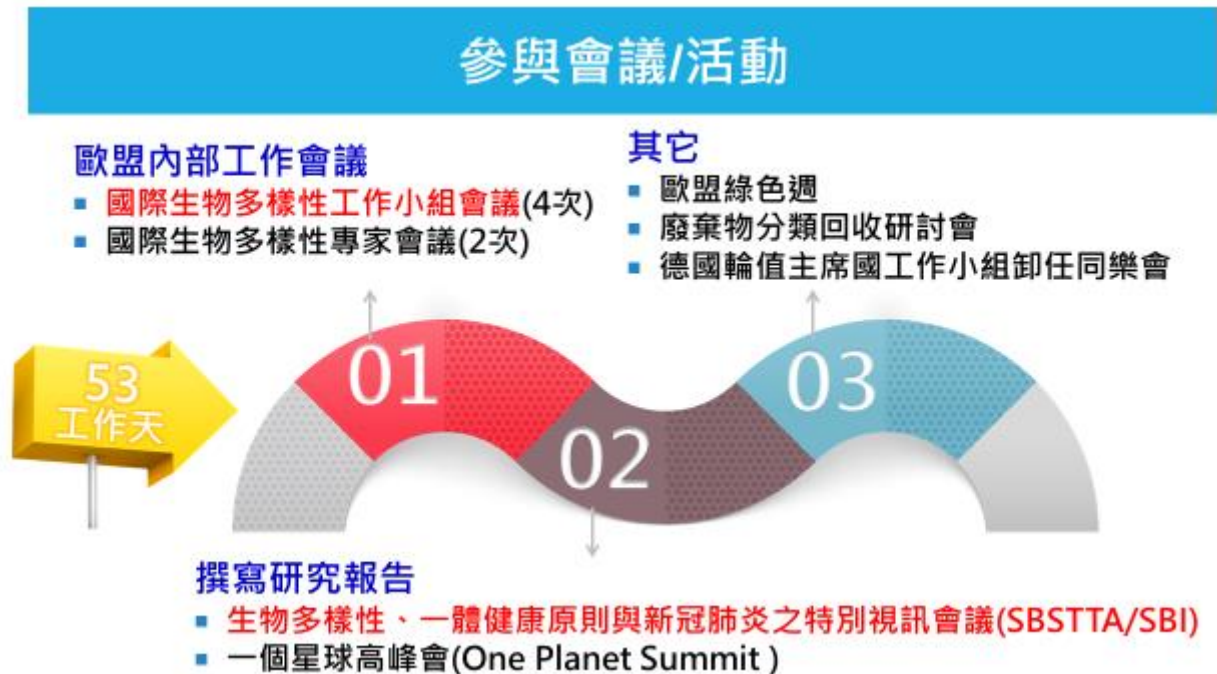 參與會議/活動
歐盟內部工作會議
▪ 國際生物多樣性工作小組會議(4次)
▪ 國際生物多樣性專家會議(2次)
其它
▪ 歐盟綠色週
▪ 廢棄物分類回收研討會
▪ 德國輪值主席國工作小組卸任同樂會
53
工作天
01
02
03
撰寫研究報告
▪ 生物多樣性、一體健康原則與新冠肺炎之特別視訊會議(SBSTTA/SBI)
▪ 一個星球高峰會(One Planet Summit )